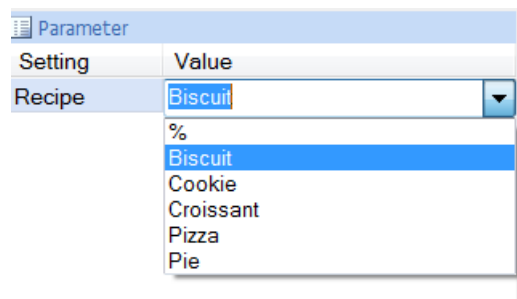 Parameter
Setting Value
Recipe Biscuit
%
Biscuit
Cookie
Croissant
Pizza
Pie